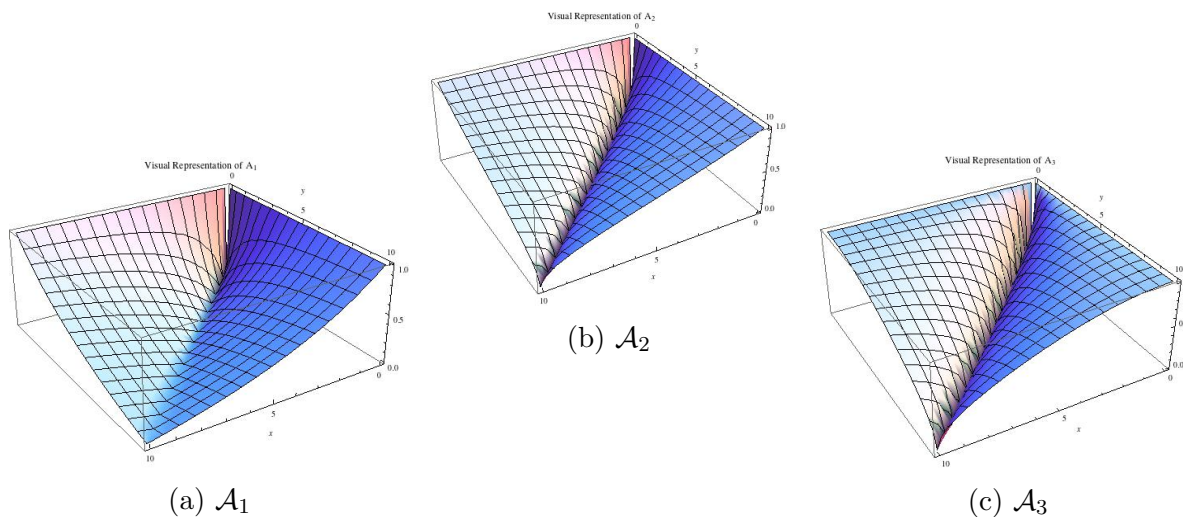 Visual Representation of A₂
0
y
5
10
1.0
0.5
0.0
0
5
x
10
(b) 𝒜₂
Visual Representation of A₁
0
y
5
10
1.0
0.5
0.0
0
5
x
10
(a) 𝒜₁
Visual Representation of A₃
0
y
5
10
0.0
0
5
x
10
(c) 𝒜₃